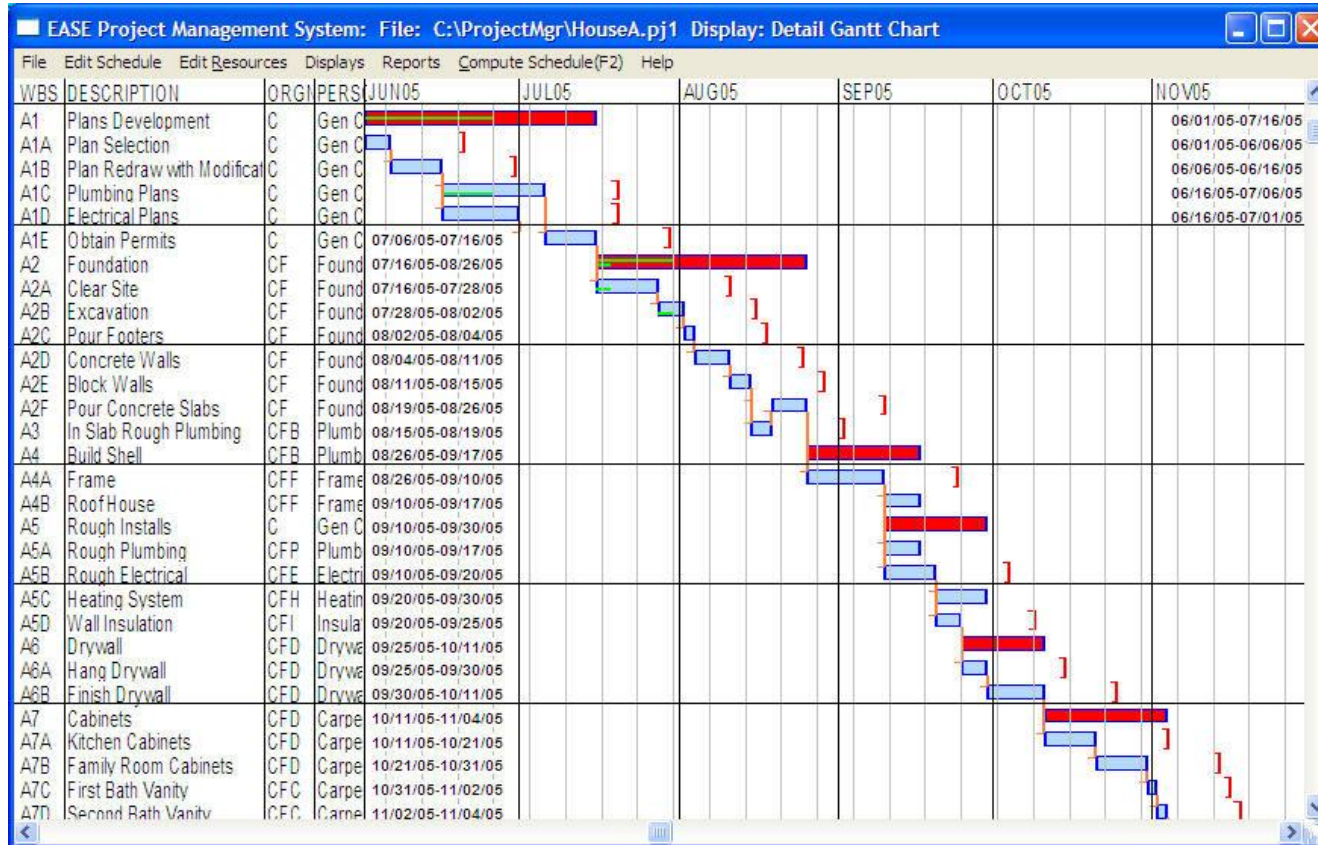 EASE Project Management System: File: C:\ProjectMgr\HouseA.pj1 Display: Detail Gantt Chart
File Edit Schedule Edit Resources Displays Reports Compute Schedule(F2) Help
WBS DESCRIPTION ORGN PERS JUN05 JUL05 AUG05 SEP05 OCT05 NOV05
A1 Plans Development C Gen C 06/01/05-07/16/05
A1A Plan Selection C Gen C 06/01/05-06/06/05
A1B Plan Redraw with Modificat C Gen C 06/06/05-06/16/05
A1C Plumbing Plans C Gen C 06/16/05-07/06/05
A1D Electrical Plans C Gen C 06/16/05-07/01/05
A1E Obtain Permits C Gen C 07/06/05-07/16/05
A2 Foundation CF Found 07/16/05-08/26/05
A2A Clear Site CF Found 07/16/05-07/28/05
A2B Excavation CF Found 07/28/05-08/02/05
A2C Pour Footers CF Found 08/02/05-08/04/05
A2D Concrete Walls CF Found 08/04/05-08/11/05
A2E Block Walls CF Found 08/11/05-08/15/05
A2F Pour Concrete Slabs CF Found 08/19/05-08/26/05
A3 In Slab Rough Plumbing CFB Plumb 08/15/05-08/19/05
A4 Build Shell CFB Plumb 08/26/05-09/17/05
A4A Frame CFF Frame 08/26/05-09/10/05
A4B Roof House CFF Frame 09/10/05-09/17/05
A5 Rough Installs C Gen C 09/10/05-09/30/05
A5A Rough Plumbing CFP Plumb 09/10/05-09/17/05
A5B Rough Electrical CFE Electri 09/10/05-09/20/05
A5C Heating System CFH Heatin 09/20/05-09/30/05
A5D Wall Insulation CFI Insula 09/20/05-09/25/05
A6 Drywall CFD Drywa 09/25/05-10/11/05
A6A Hang Drywall CFD Drywa 09/25/05-09/30/05
A6B Finish Drywall CFD Drywa 09/30/05-10/11/05
A7 Cabinets CFD Carpe 10/11/05-11/04/05
A7A Kitchen Cabinets CFD Carpe 10/11/05-10/21/05
A7B Family Room Cabinets CFD Carpe 10/21/05-10/31/05
A7C First Bath Vanity CFC Carpe 10/31/05-11/02/05
A7D Second Bath Vanity CFC Carpe 11/02/05-11/04/05